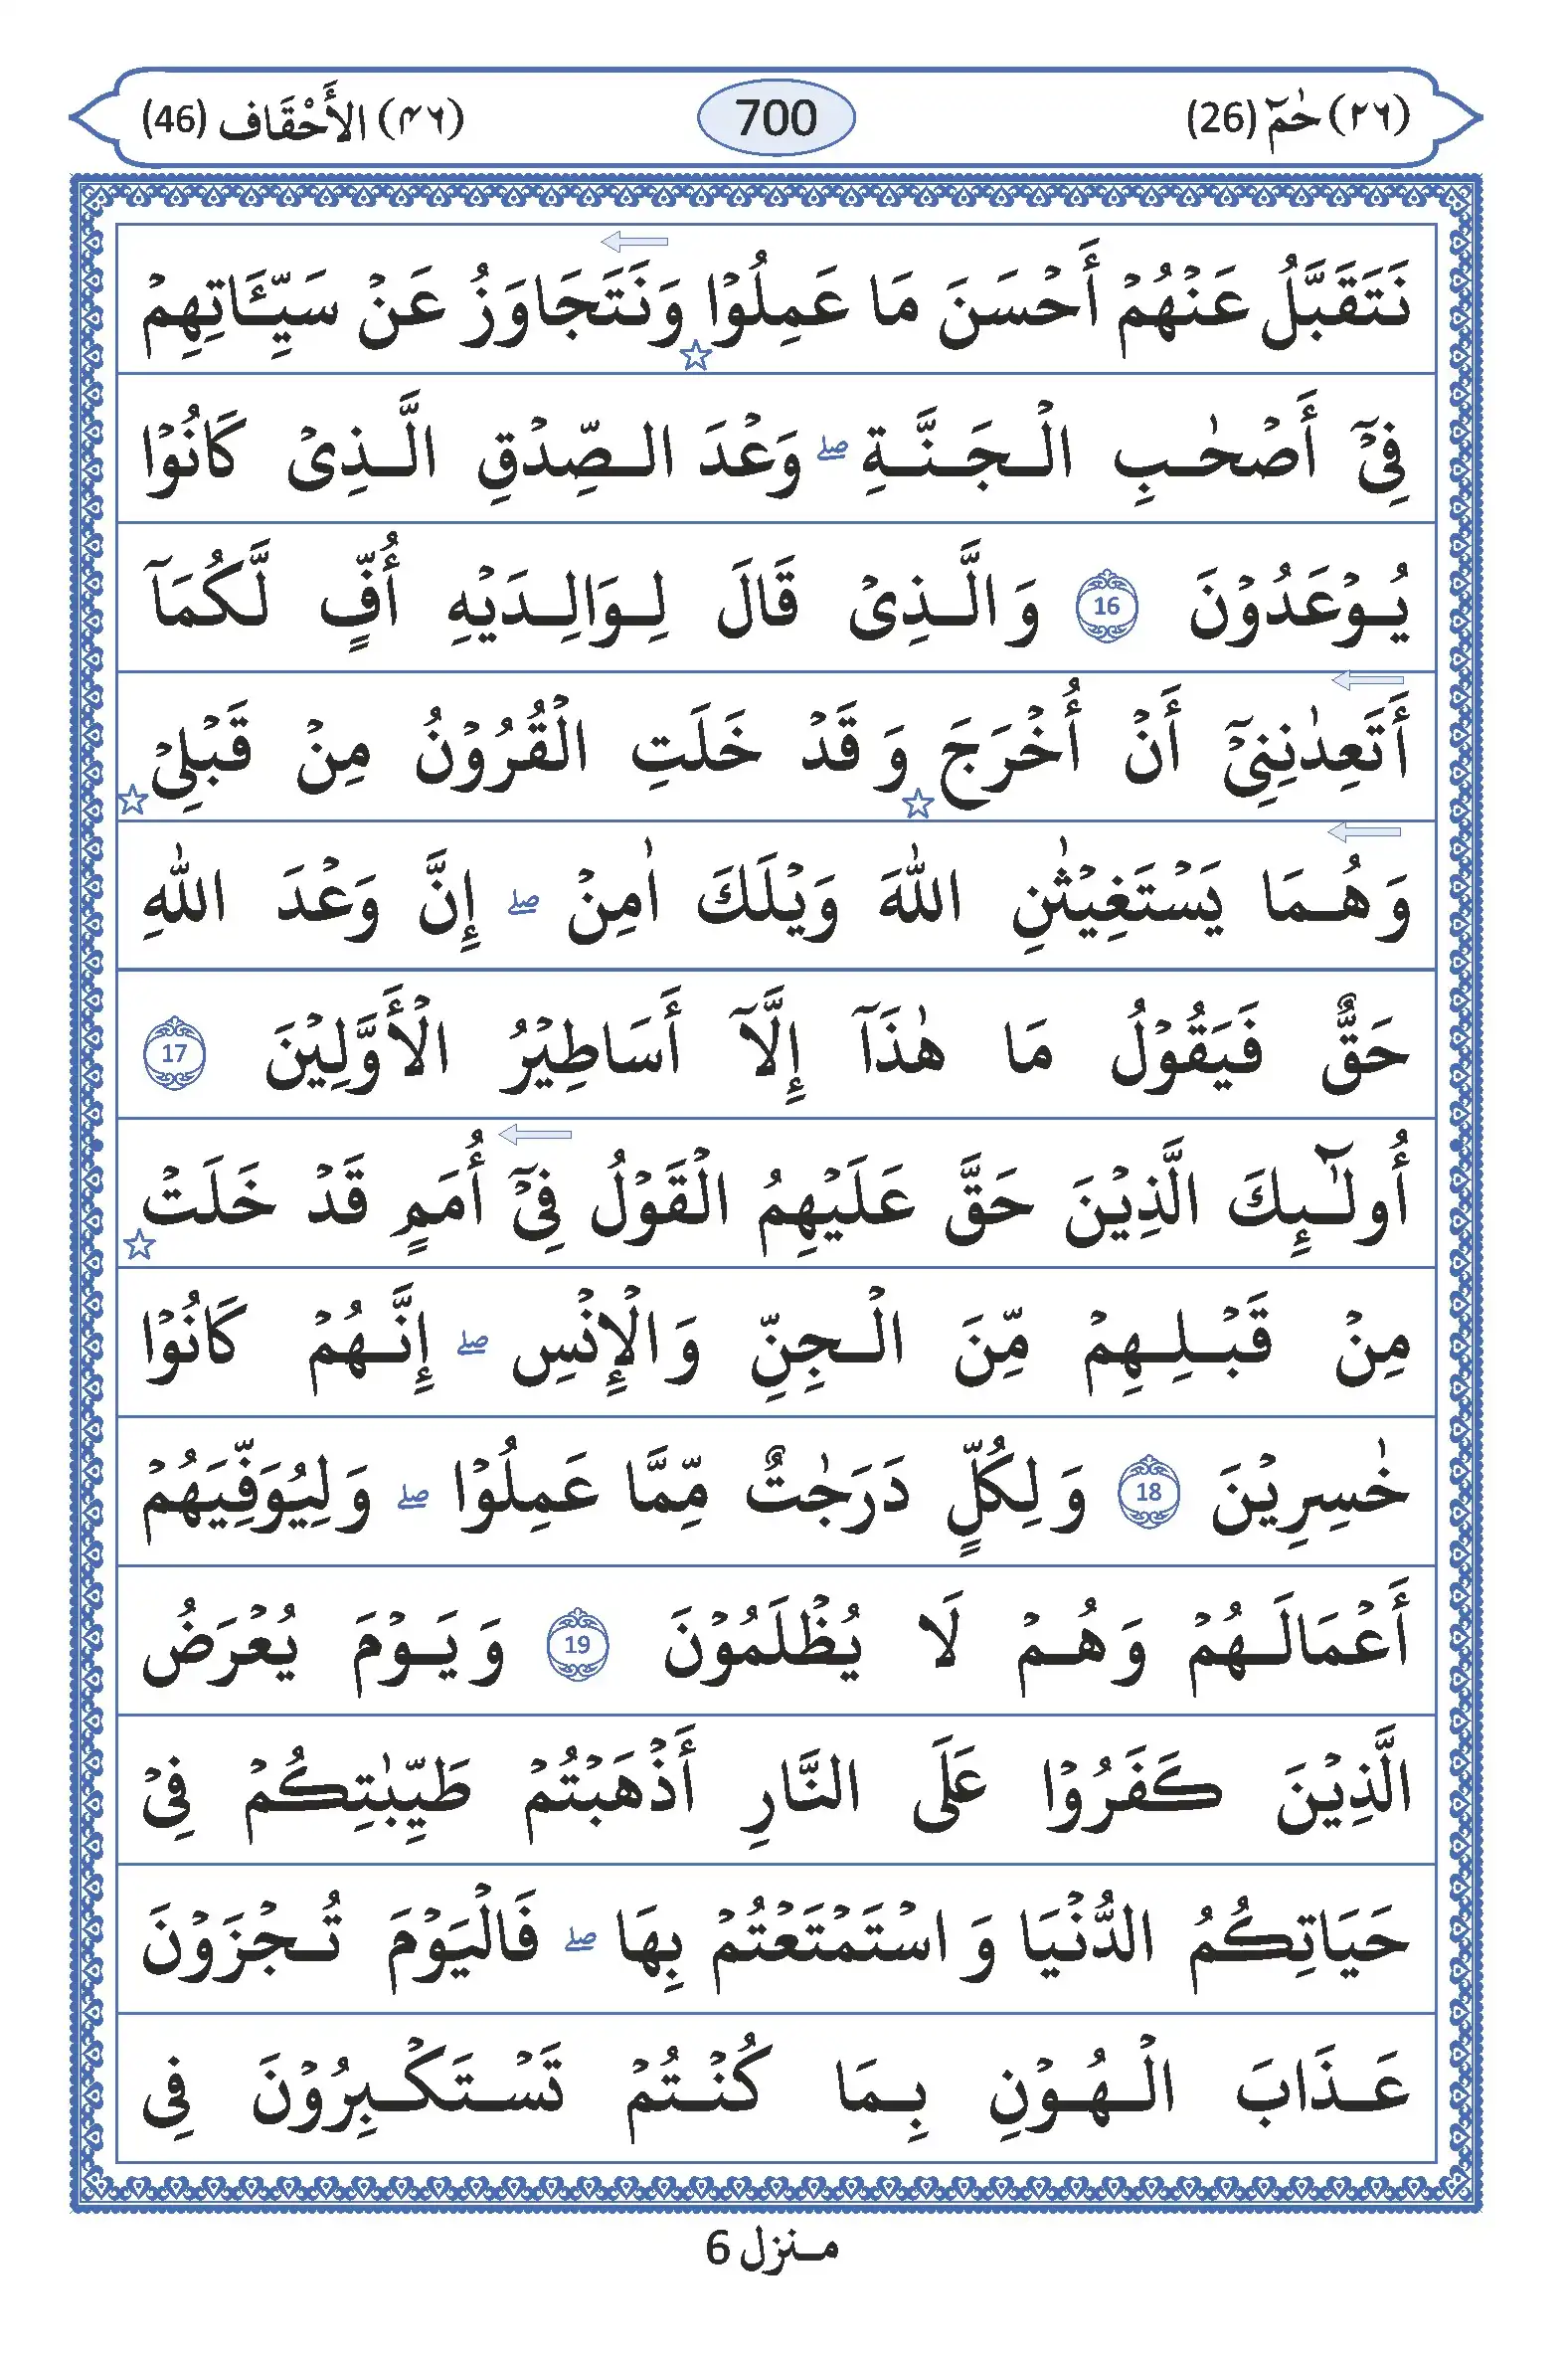 (٢٦) حٰمٓ (26) 700 (٤٦) الأَحْقَاف (46)
نَتَقَبَّلُ عَنۡهُمۡ أَحۡسَنَ مَا عَمِلُوۡا وَنَتَجَاوَزُ عَنۡ سَيِّـَٔاتِهِمۡ
فِيۡٓ أَصۡحٰبِ الۡجَنَّةِ ۖ وَعۡدَ الصِّدۡقِ الَّذِيۡ كَانُوۡا
يُوۡعَدُوۡنَ 16 وَالَّذِيۡ قَالَ لِوَالِدَيۡهِ أُفٍّ لَّكُمَآ
أَتَعِدٰنِنِيۡٓ أَنۡ أُخۡرَجَ وَقَدۡ خَلَتِ الۡقُرُوۡنُ مِنۡ قَبۡلِيۡ
وَهُمَا يَسۡتَغِيۡثٰنِ اللّٰهَ وَيۡلَكَ اٰمِنۡ ۖ إِنَّ وَعۡدَ اللّٰهِ
حَقٌّ فَيَقُوۡلُ مَا هٰذَآ إِلَّآ أَسَاطِيۡرُ الۡأَوَّلِيۡنَ 17
أُولٰٓئِكَ الَّذِيۡنَ حَقَّ عَلَيۡهِمُ الۡقَوۡلُ فِيۡٓ أُمَمٍ قَدۡ خَلَتۡ
مِنۡ قَبۡلِهِمۡ مِّنَ الۡجِنِّ وَالۡإِنۡسِ ۖ إِنَّهُمۡ كَانُوۡا
خٰسِرِيۡنَ 18 وَلِكُلٍّ دَرَجٰتٌ مِّمَّا عَمِلُوۡا ۖ وَلِيُوَفِّيَهُمۡ
أَعۡمَالَهُمۡ وَهُمۡ لَا يُظۡلَمُوۡنَ 19 وَيَوۡمَ يُعۡرَضُ
الَّذِيۡنَ كَفَرُوۡا عَلَى النَّارِ أَذۡهَبۡتُمۡ طَيِّبٰتِكُمۡ فِيۡ
حَيَاتِكُمُ الدُّنۡيَا وَاسۡتَمۡتَعۡتُمۡ بِهَا ۖ فَالۡيَوۡمَ تُجۡزَوۡنَ
عَذَابَ الۡهُوۡنِ بِمَا كُنۡتُمۡ تَسۡتَكۡبِرُوۡنَ فِي
منزل 6